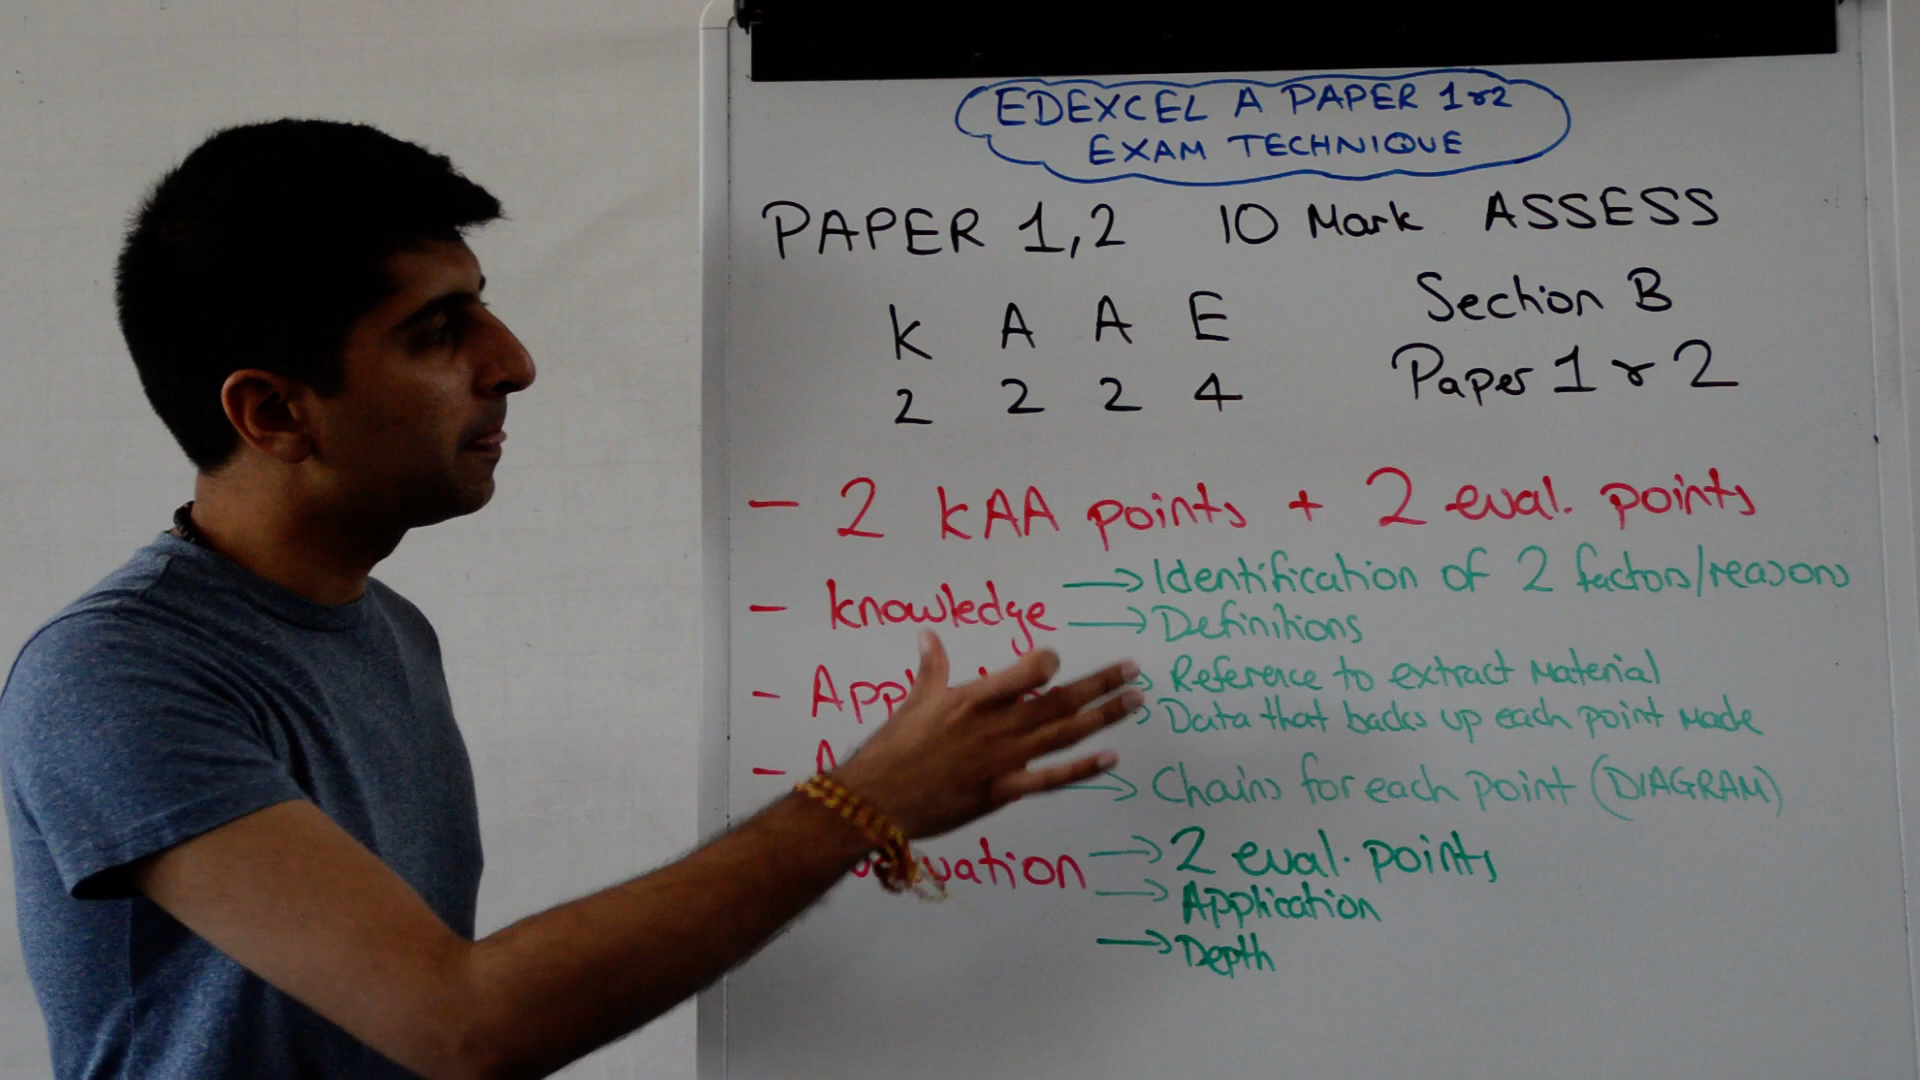 EDEXCEL A PAPER 1 & 2
EXAM TECHNIQUE
PAPER 1,2 10 Mark ASSESS
K A A E
2 2 2 4
Section B
Paper 1 & 2
- 2 KAA points + 2 eval. points
- Knowledge → Identification of 2 factors/reasons
→ Definitions
- App → Reference to extract material
→ Data that backs up each point made
- A → Chains for each point (DIAGRAM)
uation → 2 eval. points
→ Application
→ Depth